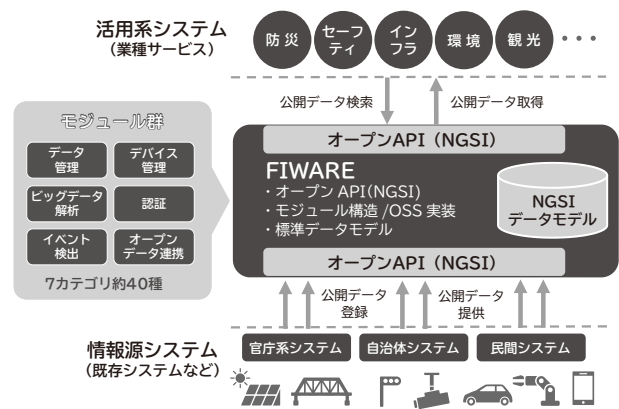 活用系システム
(業種サービス)
防災
セーフ
ティ
イン
フラ
環境
観光
・・・
公開データ検索
公開データ取得
モジュール群
データ
管理
デバイス
管理
ビッグデータ
解析
認証
イベント
検出
オープン
データ連携
7カテゴリ約40種
オープンAPI(NGSI)
FIWARE
・オープン API(NGSI)
・モジュール構造 /OSS 実装
・標準データモデル
NGSI
データモデル
オープンAPI(NGSI)
公開データ
登録
公開データ
提供
情報源システム
(既存システムなど)
官庁系システム
自治体システム
民間システム